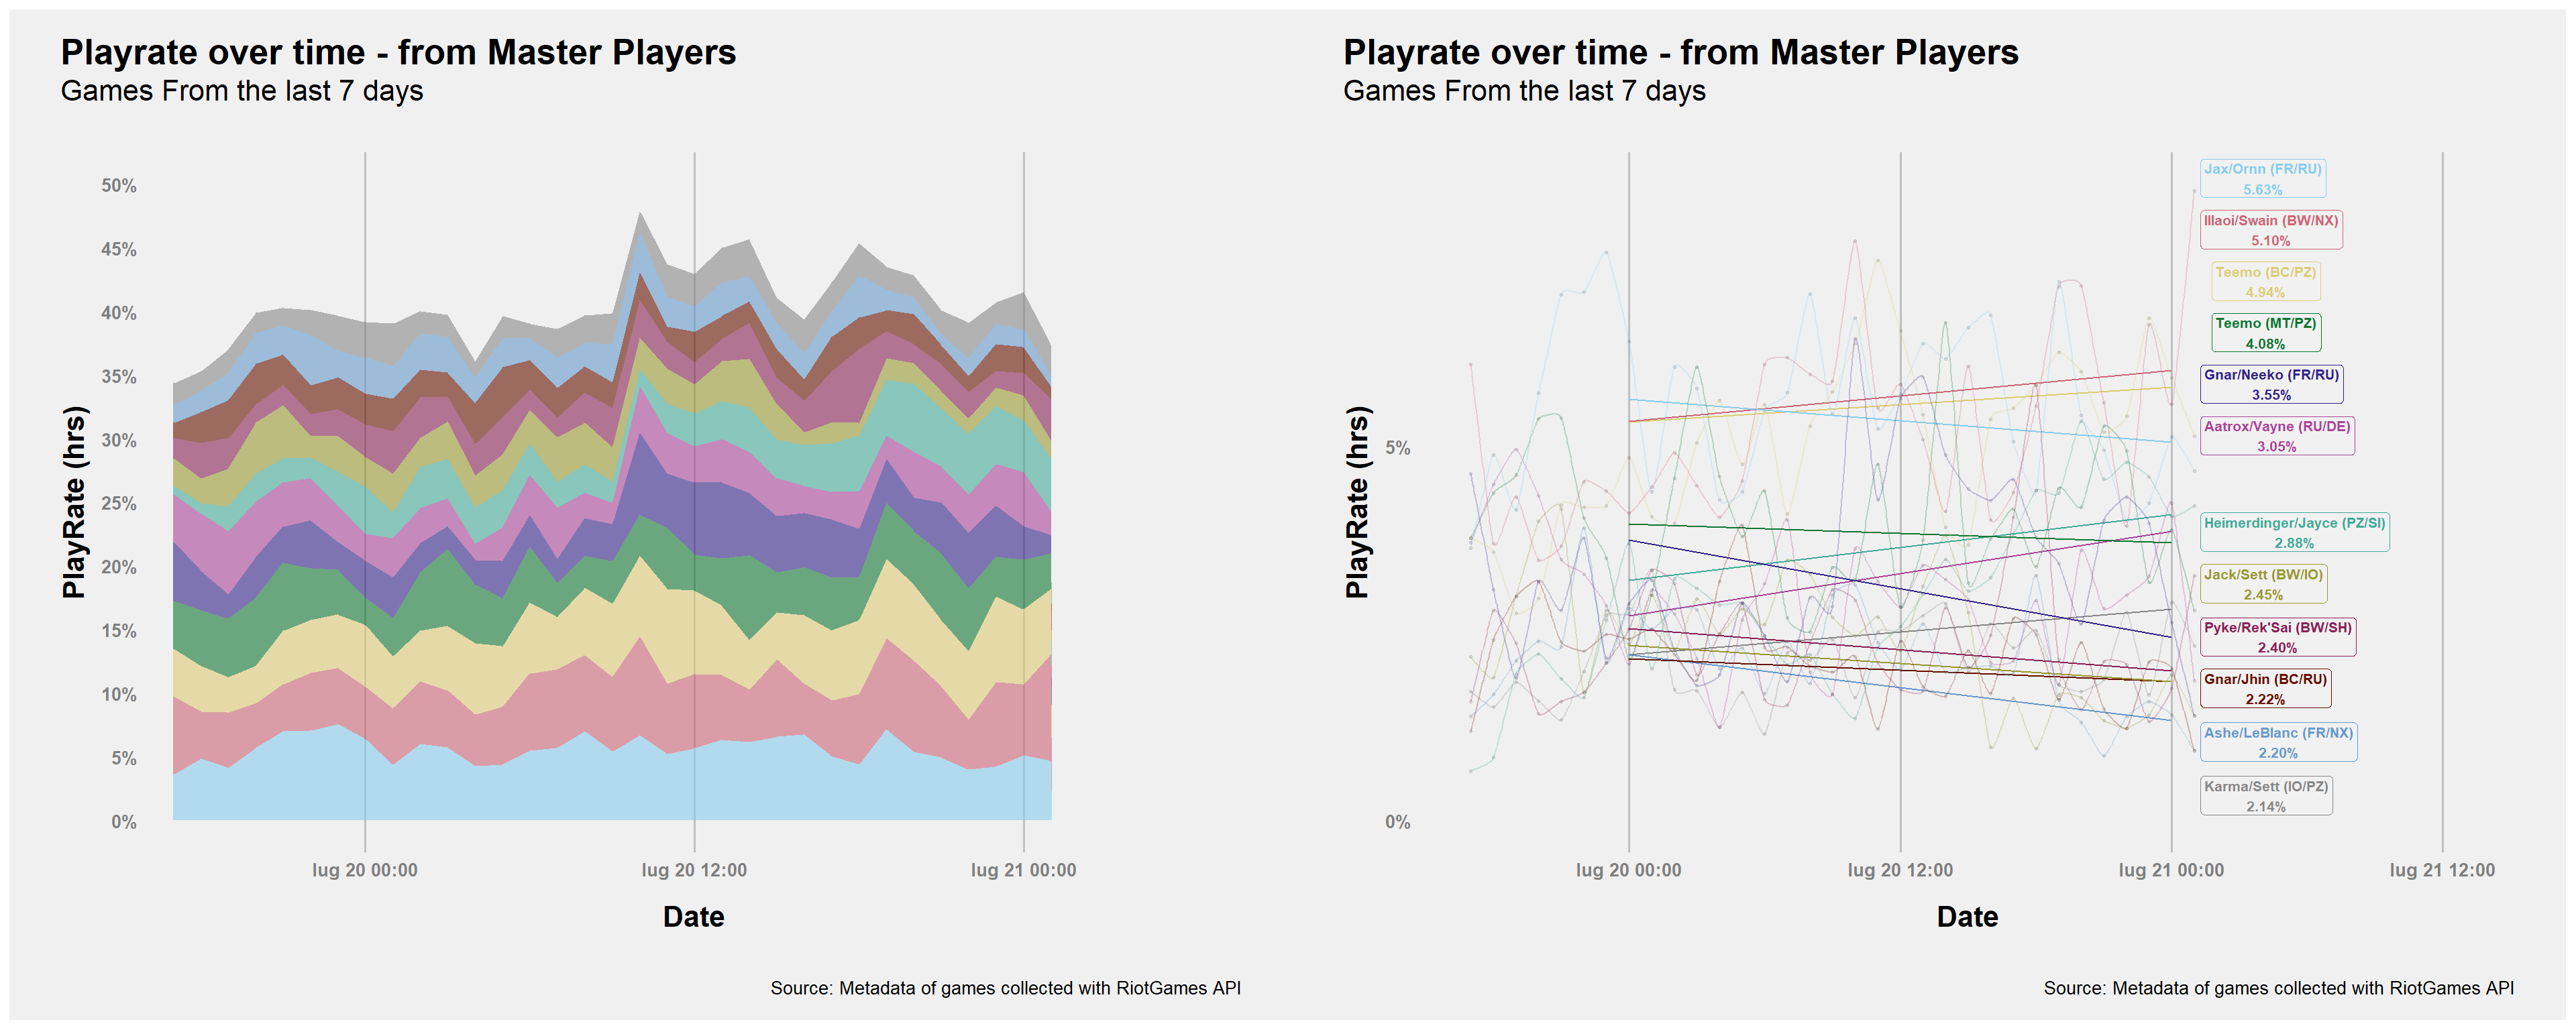 Playrate over time - from Master Players
Games From the last 7 days
PlayRate (hrs)
50%
45%
40%
35%
30%
25%
20%
15%
10%
5%
0%
lug 20 00:00
lug 20 12:00
lug 21 00:00
Date
Source: Metadata of games collected with RiotGames API
Playrate over time - from Master Players
Games From the last 7 days
PlayRate (hrs)
5%
0%
Jax/Ornn (FR/RU)
5.63%
Illaoi/Swain (BW/NX)
5.10%
Teemo (BC/PZ)
4.94%
Teemo (MT/PZ)
4.08%
Gnar/Neeko (FR/RU)
3.55%
Aatrox/Vayne (RU/DE)
3.05%
Heimerdinger/Jayce (PZ/SI)
2.88%
Jack/Sett (BW/IO)
2.45%
Pyke/Rek'Sai (BW/SH)
2.40%
Gnar/Jhin (BC/RU)
2.22%
Ashe/LeBlanc (FR/NX)
2.20%
Karma/Sett (IO/PZ)
2.14%
lug 20 00:00
lug 20 12:00
lug 21 00:00
lug 21 12:00
Date
Source: Metadata of games collected with RiotGames API